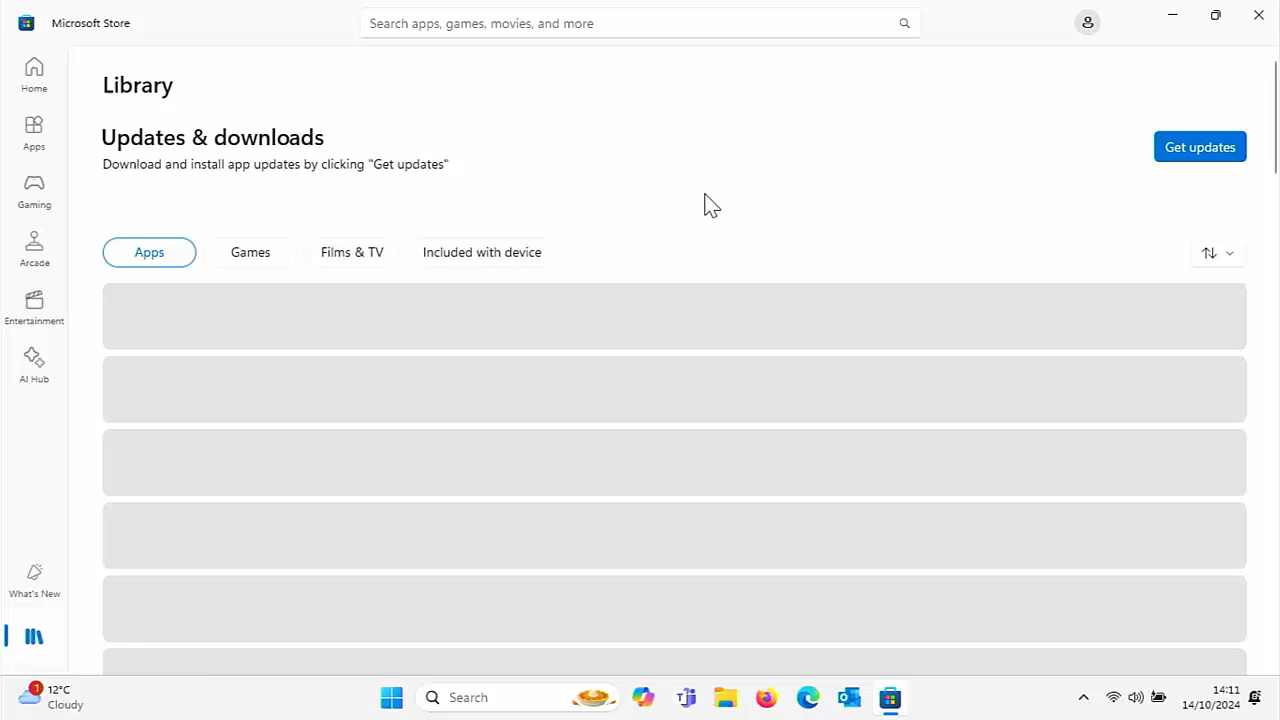 Microsoft Store
Search apps, games, movies, and more
Home
Apps
Gaming
Arcade
Entertainment
AI Hub
What's New
Library
Updates & downloads
Download and install app updates by clicking "Get updates"
Get updates
Apps
Games
Films & TV
Included with device
1
12°C
Cloudy
Search
14:11
14/10/2024